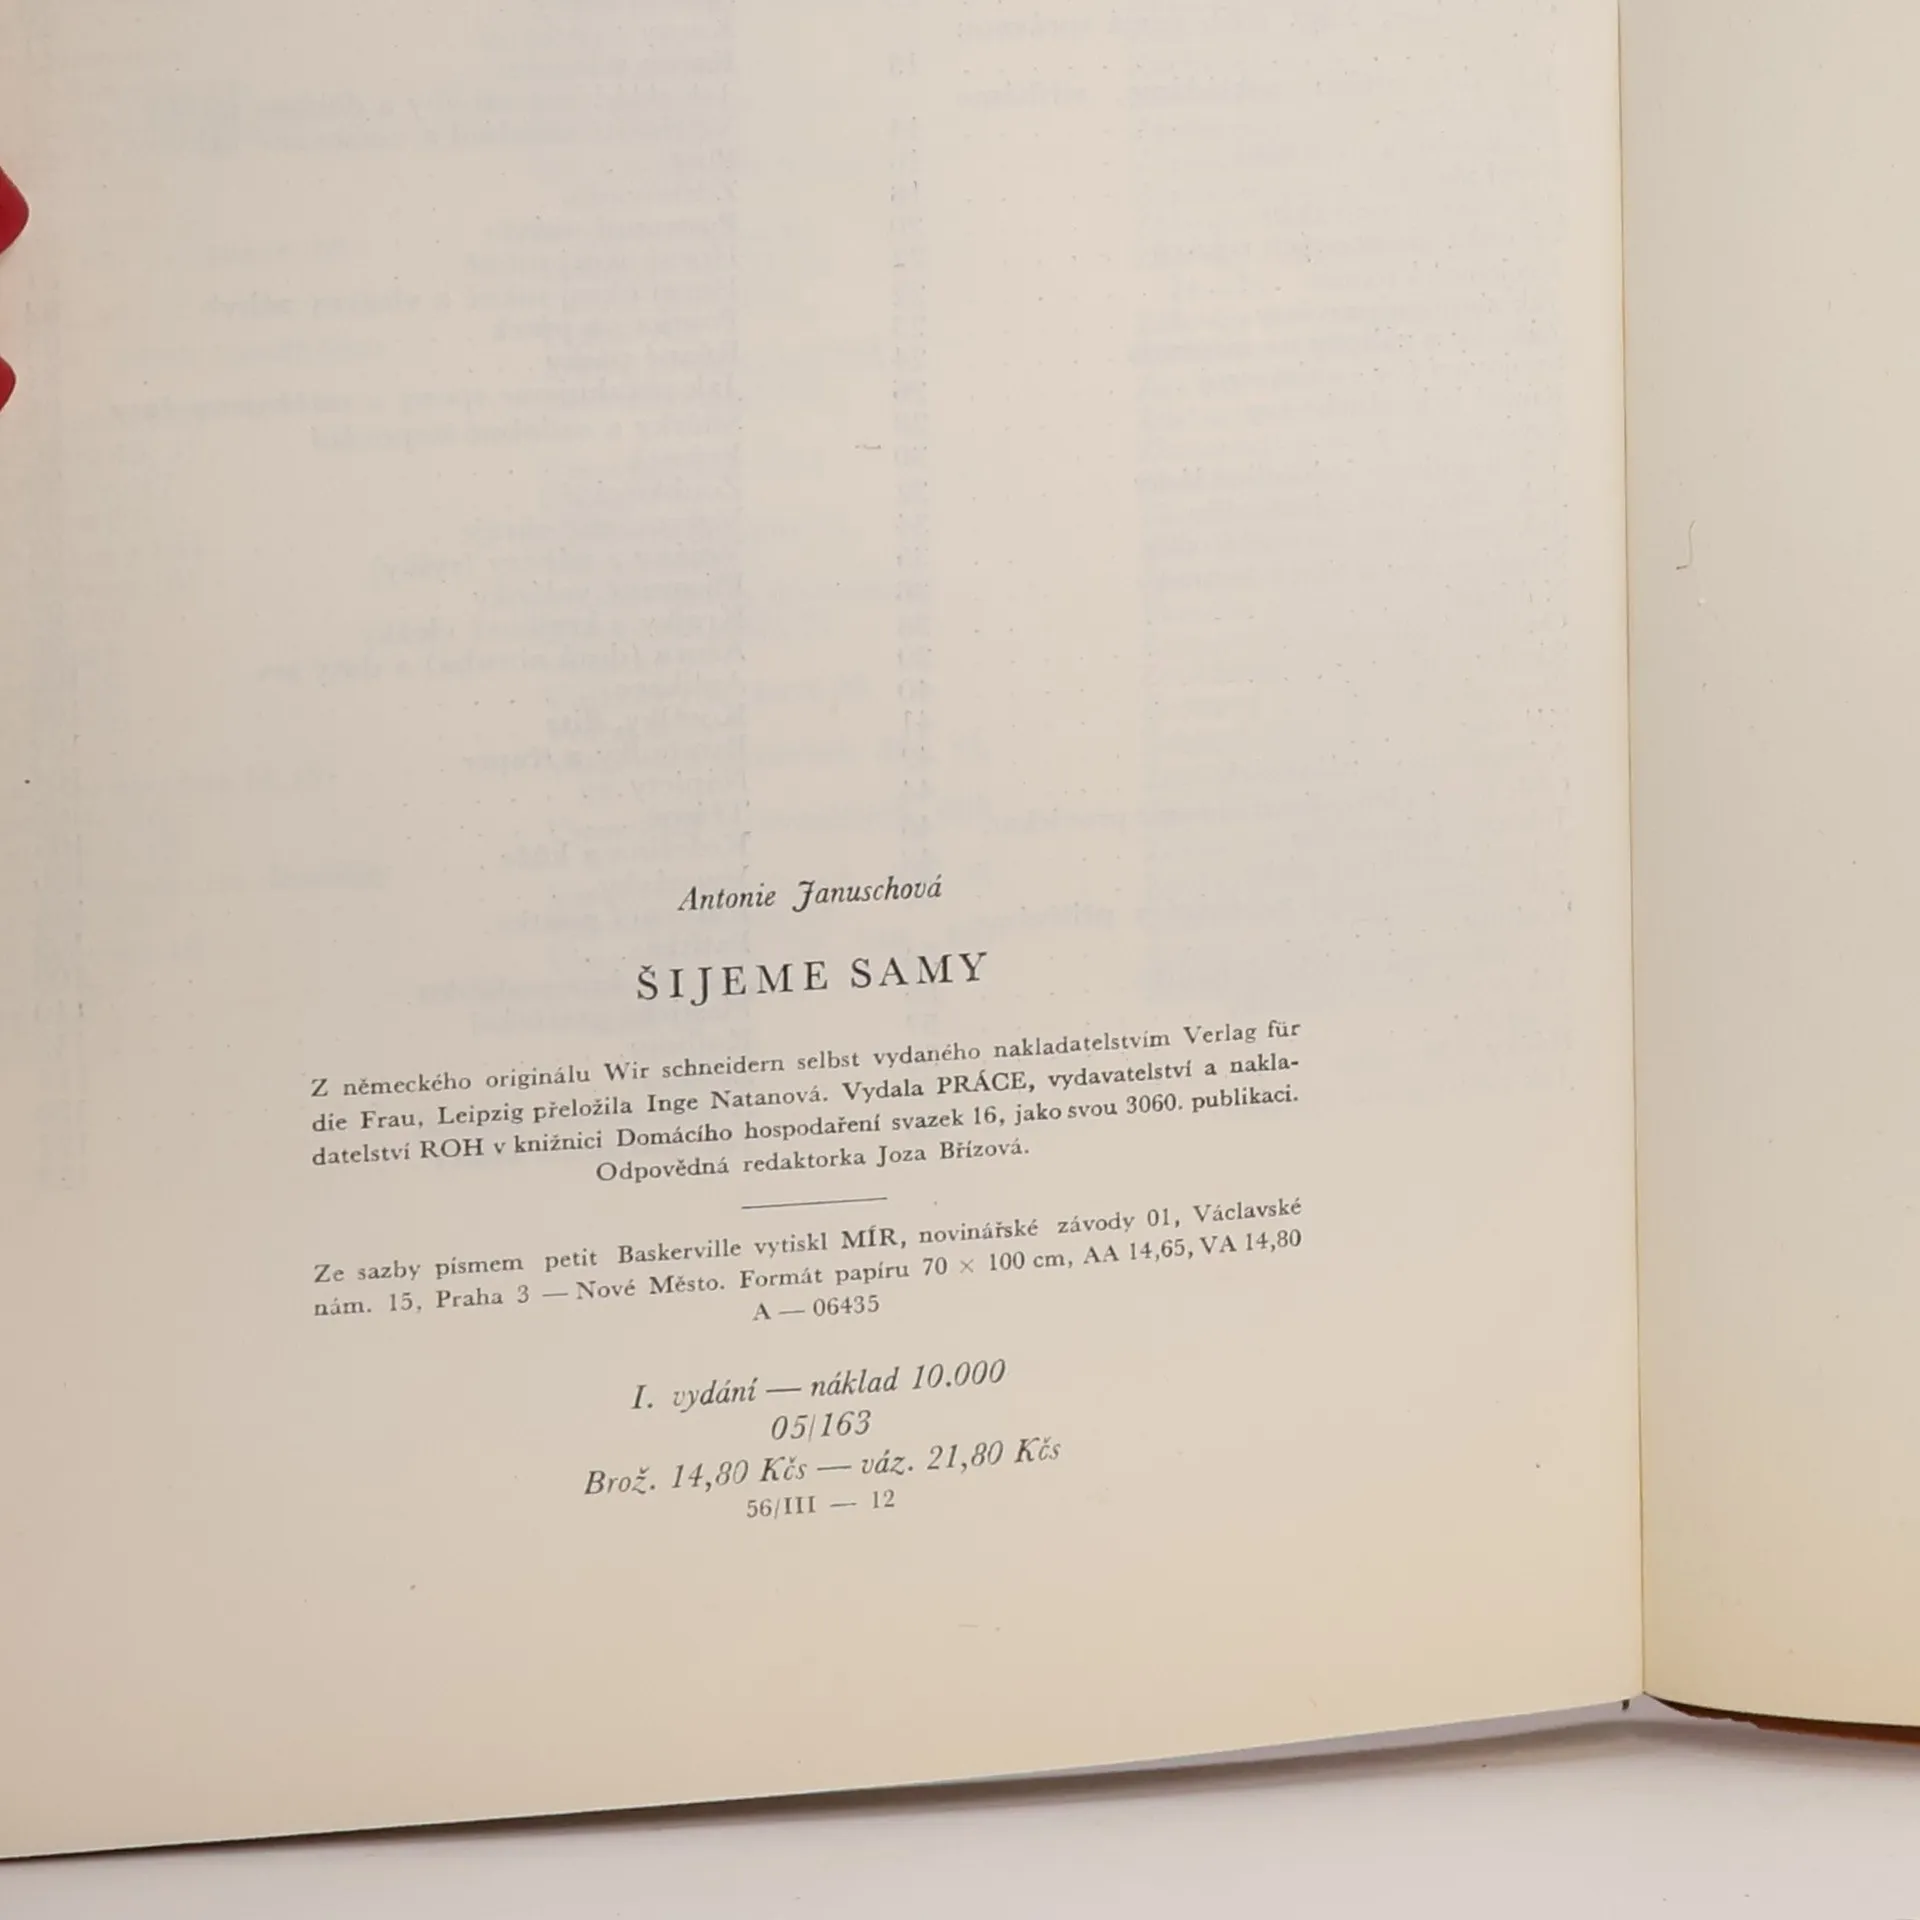 Antonie Januschová
ŠIJEME SAMY
Z německého originálu Wir schneidern selbst vydaného nakladatelstvím Verlag für
die Frau, Leipzig přeložila Inge Natanová. Vydala PRÁCE, vydavatelství a nakla-
datelství ROH v knižnici Domácího hospodaření svazek 16, jako svou 3060. publikaci.
Odpovědná redaktorka Joza Břízová.
Ze sazby písmem petit Baskerville vytiskl MÍR, novinářské závody 01, Václavské
nám. 15, Praha 3 — Nové Město. Formát papíru 70 × 100 cm, AA 14,65, VA 14,80
A — 06435
I. vydání — náklad 10.000
05/163
Brož. 14,80 Kčs — váz. 21,80 Kčs
56/III — 12